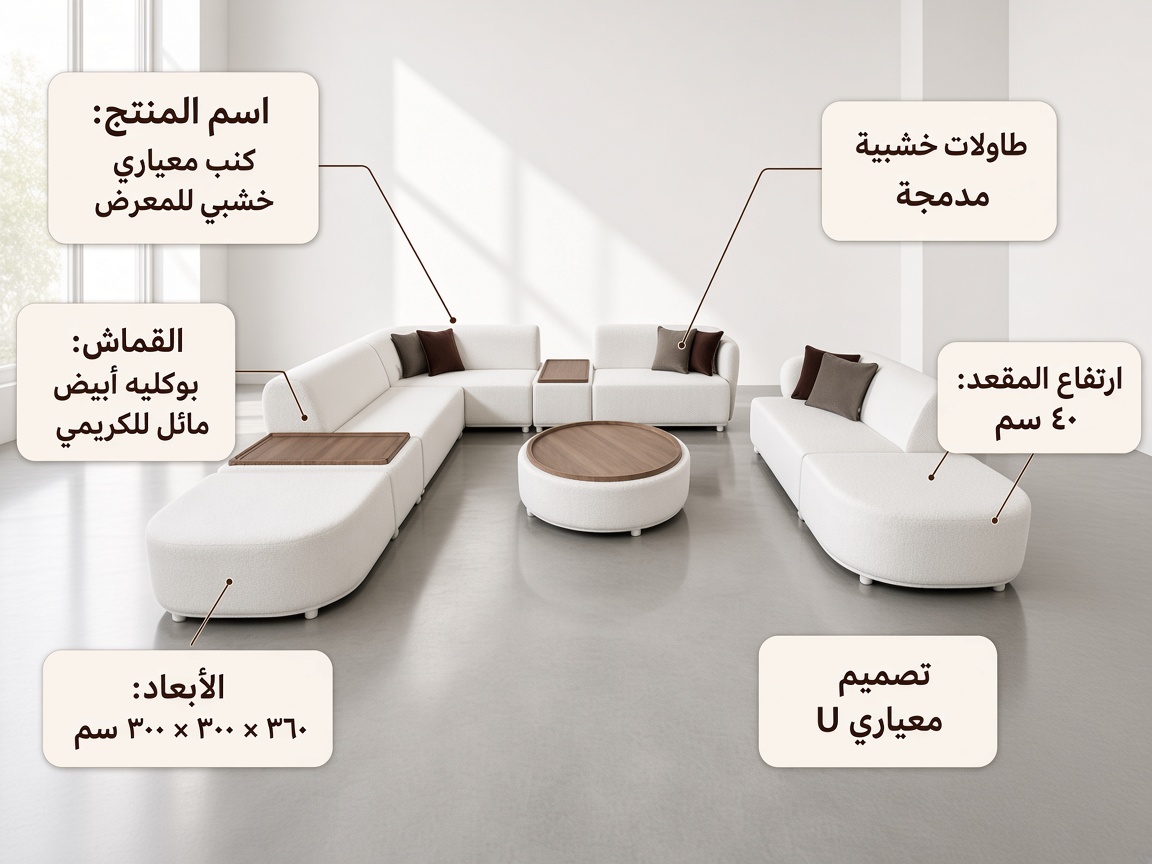 اسم المنتج:
كنب معياري
خشبي للمعرض
طاولات خشبية
مدمجة
القماش:
بوكليه أبيض
مائل للكريمي
ارتفاع المقعد:
٤٠ سم
الأبعاد:
٣٦٠ × ٣٠٠ × ٣٠٠ سم
تصميم
معياري U